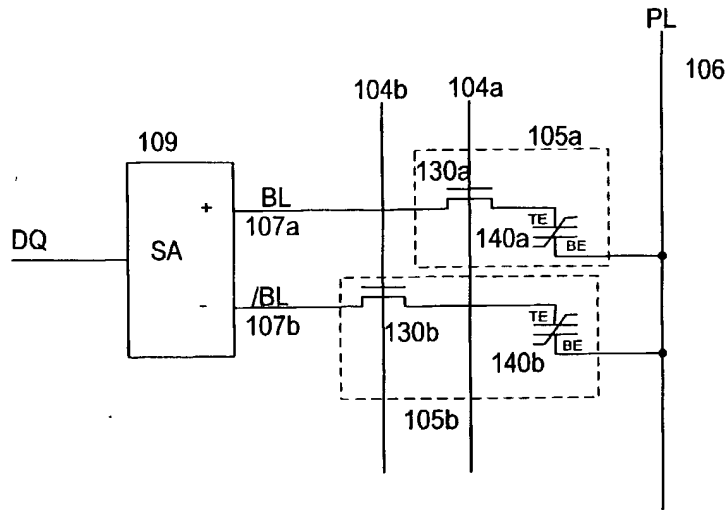 PL
106
104b 104a
109
105a
130a
+ BL
TE
107a
140a
DQ
SA
BE
- /BL
TE
107b
130b
BE
140b
105b